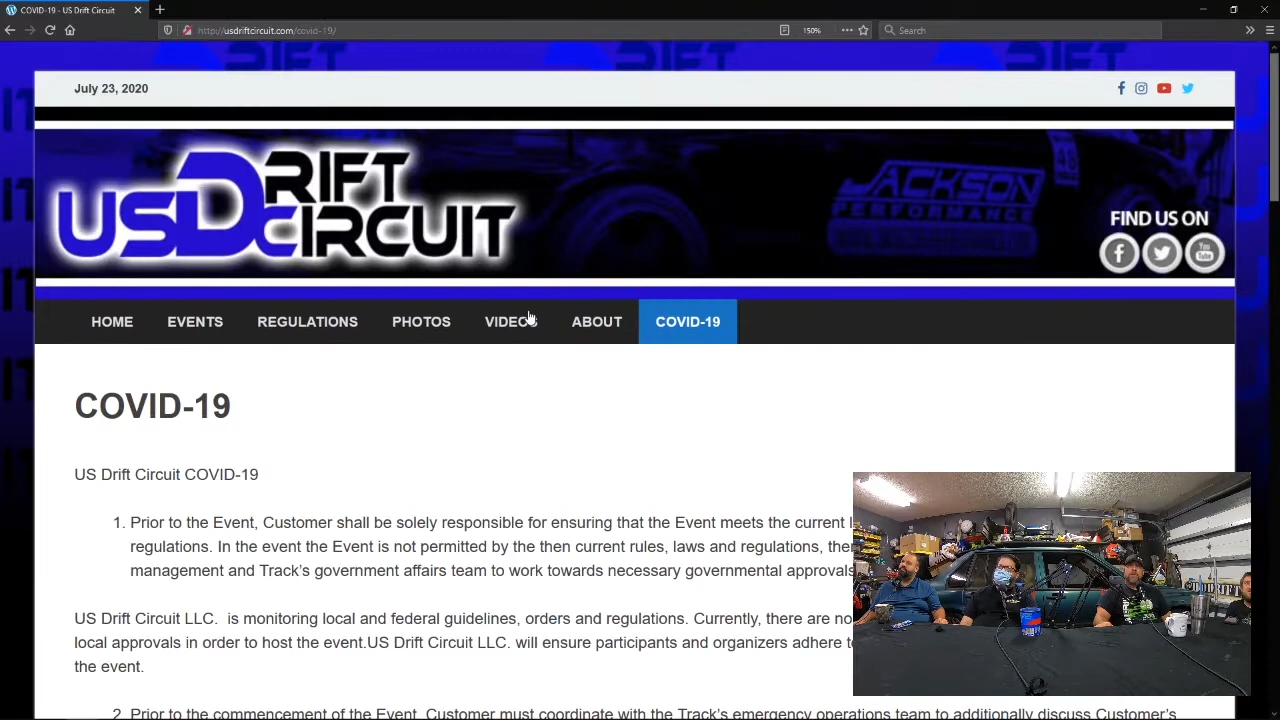 COVID-19 - US Drift Circuit
http://usdriftcircuit.com/covid-19/
150%
Search
July 23, 2020
US DRIFT CIRCUIT
JACKSON
PERFORMANCE
48
FIND US ON
You
Tube
HOME EVENTS REGULATIONS PHOTOS VIDEOS ABOUT COVID-19
COVID-19
US Drift Circuit COVID-19
1. Prior to the Event, Customer shall be solely responsible for ensuring that the Event meets the current l
regulations. In the event the Event is not permitted by the then current rules, laws and regulations, then
management and Track's government affairs team to work towards necessary governmental approvals
US Drift Circuit LLC. is monitoring local and federal guidelines, orders and regulations. Currently, there are no
local approvals in order to host the event.US Drift Circuit LLC. will ensure participants and organizers adhere to
the event.
2. Prior to the commencement of the Event, Customer must coordinate with the Track's emergency operations team to additionally discuss Customer's